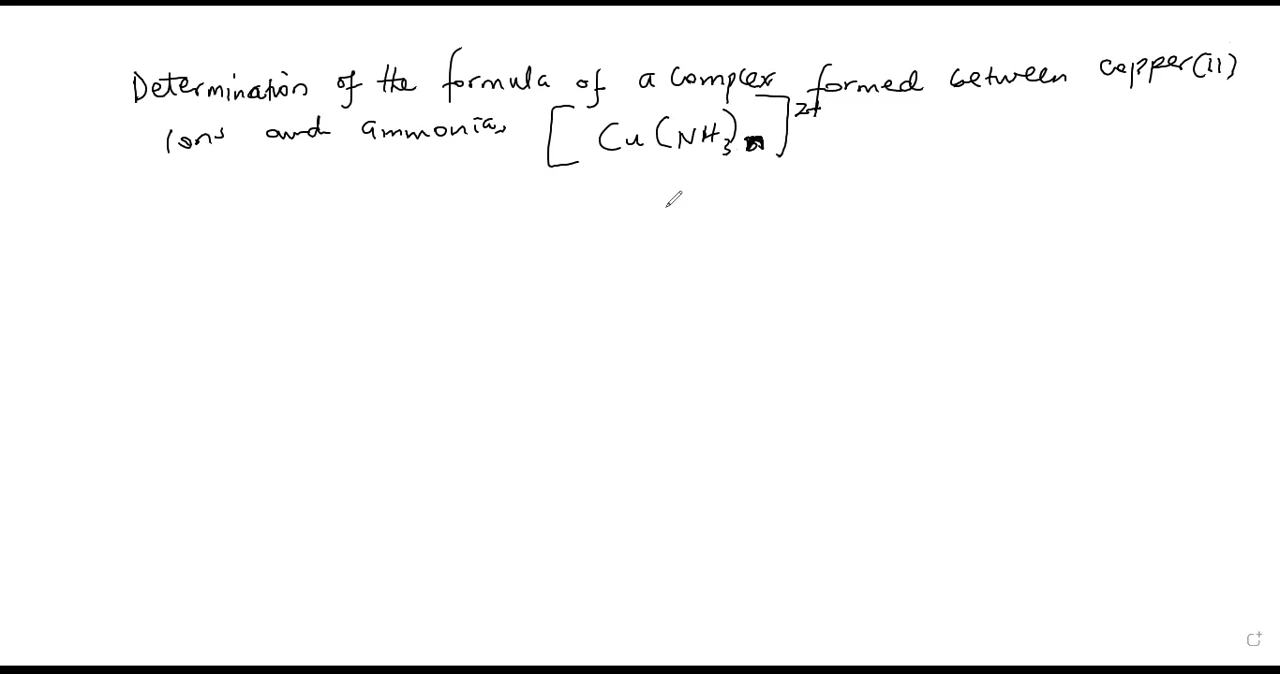 Determination of the formula of a complex formed between copper(II)
Ions and ammonia, [Cu(NH3)n]2+